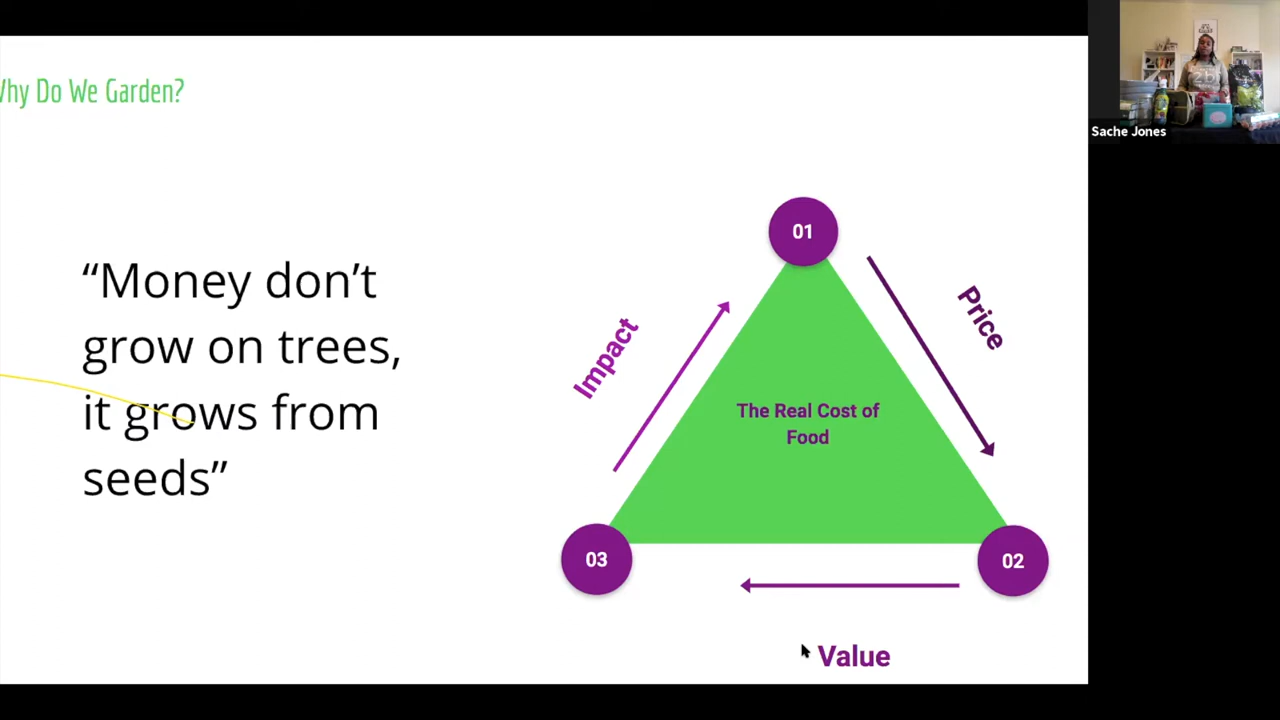 Why Do We Garden?
“Money don’t
grow on trees,
it grows from
seeds”
01
Price
Impact
The Real Cost of
Food
03
02
Value
Sache Jones